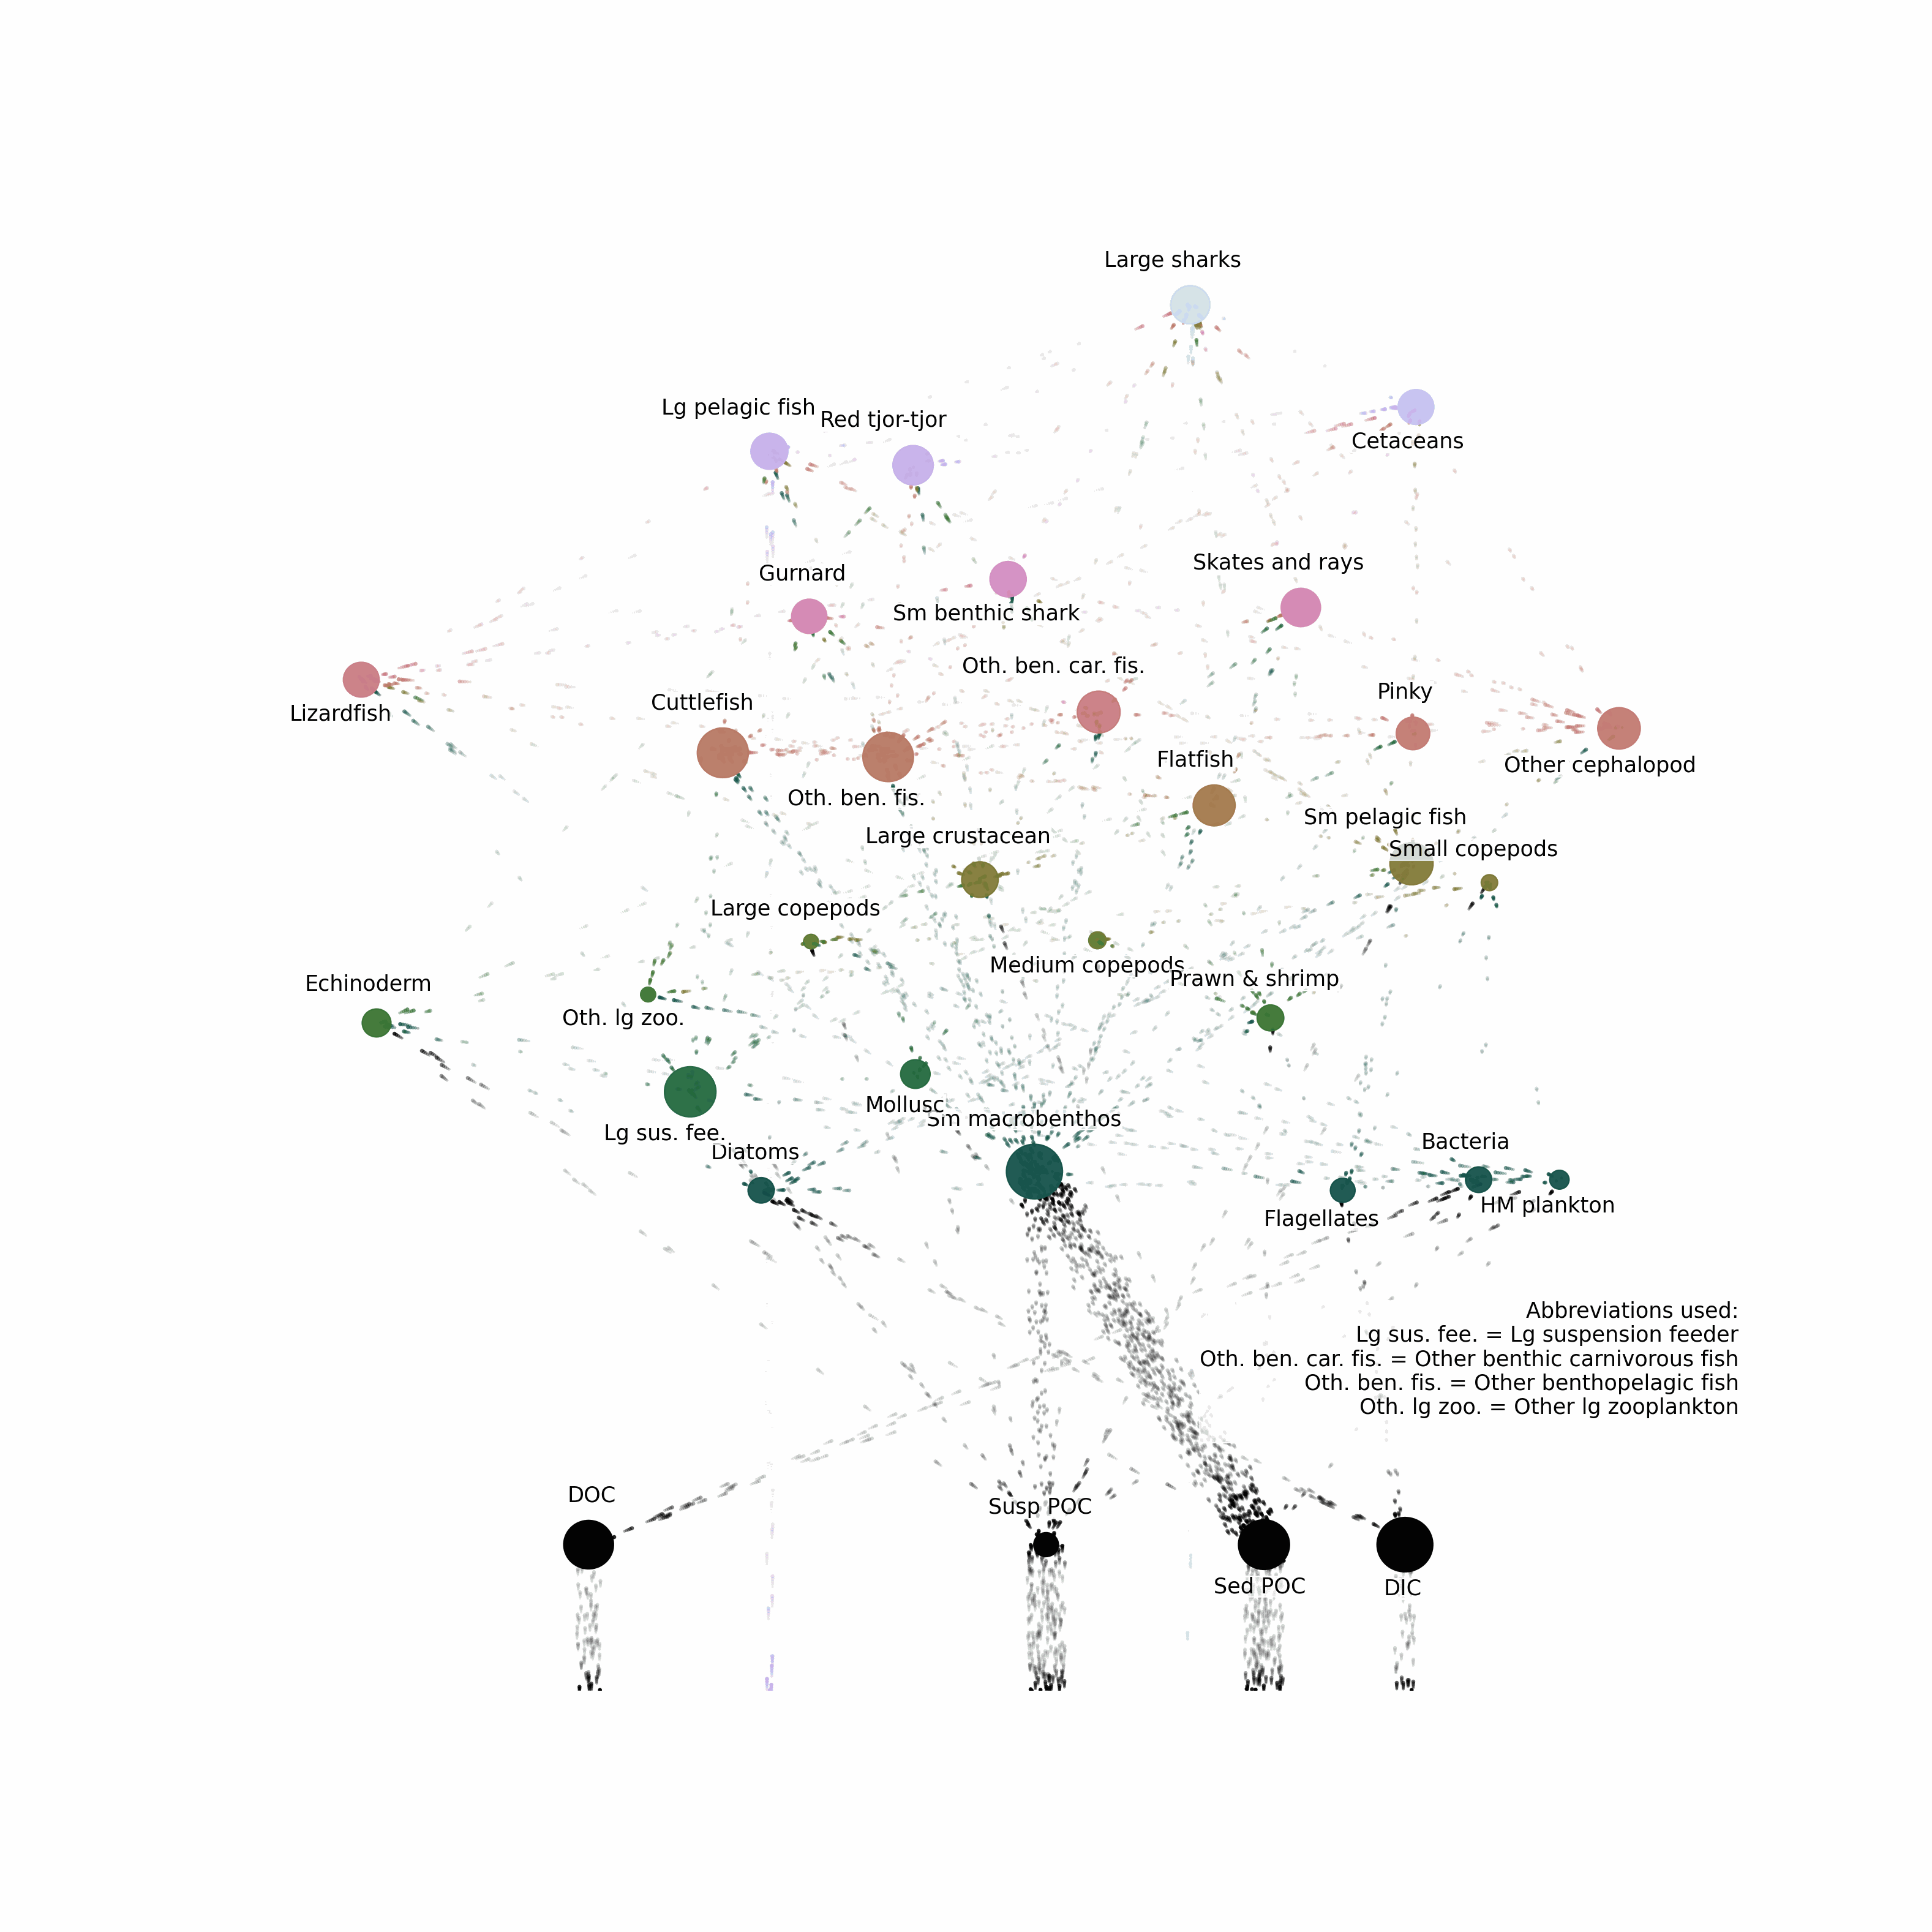 Large sharks
Lg pelagic fish
Red tjor-tjor
Cetaceans
Gurnard
Skates and rays
Sm benthic shark
Oth. ben. car. fis.
Lizardfish
Cuttlefish
Pinky
Flatfish
Other cephalopod
Oth. ben. fis.
Sm pelagic fish
Large crustacean
Small copepods
Large copepods
Medium copepods
Prawn & shrimp
Echinoderm
Oth. lg zoo.
Mollusc
Sm macrobenthos
Lg sus. fee.
Diatoms
Bacteria
HM plankton
Flagellates
Abbreviations used:
Lg sus. fee. = Lg suspension feeder
Oth. ben. car. fis. = Other benthic carnivorous fish
Oth. ben. fis. = Other benthopelagic fish
Oth. lg zoo. = Other lg zooplankton
DOC
Susp POC
Sed POC
DIC